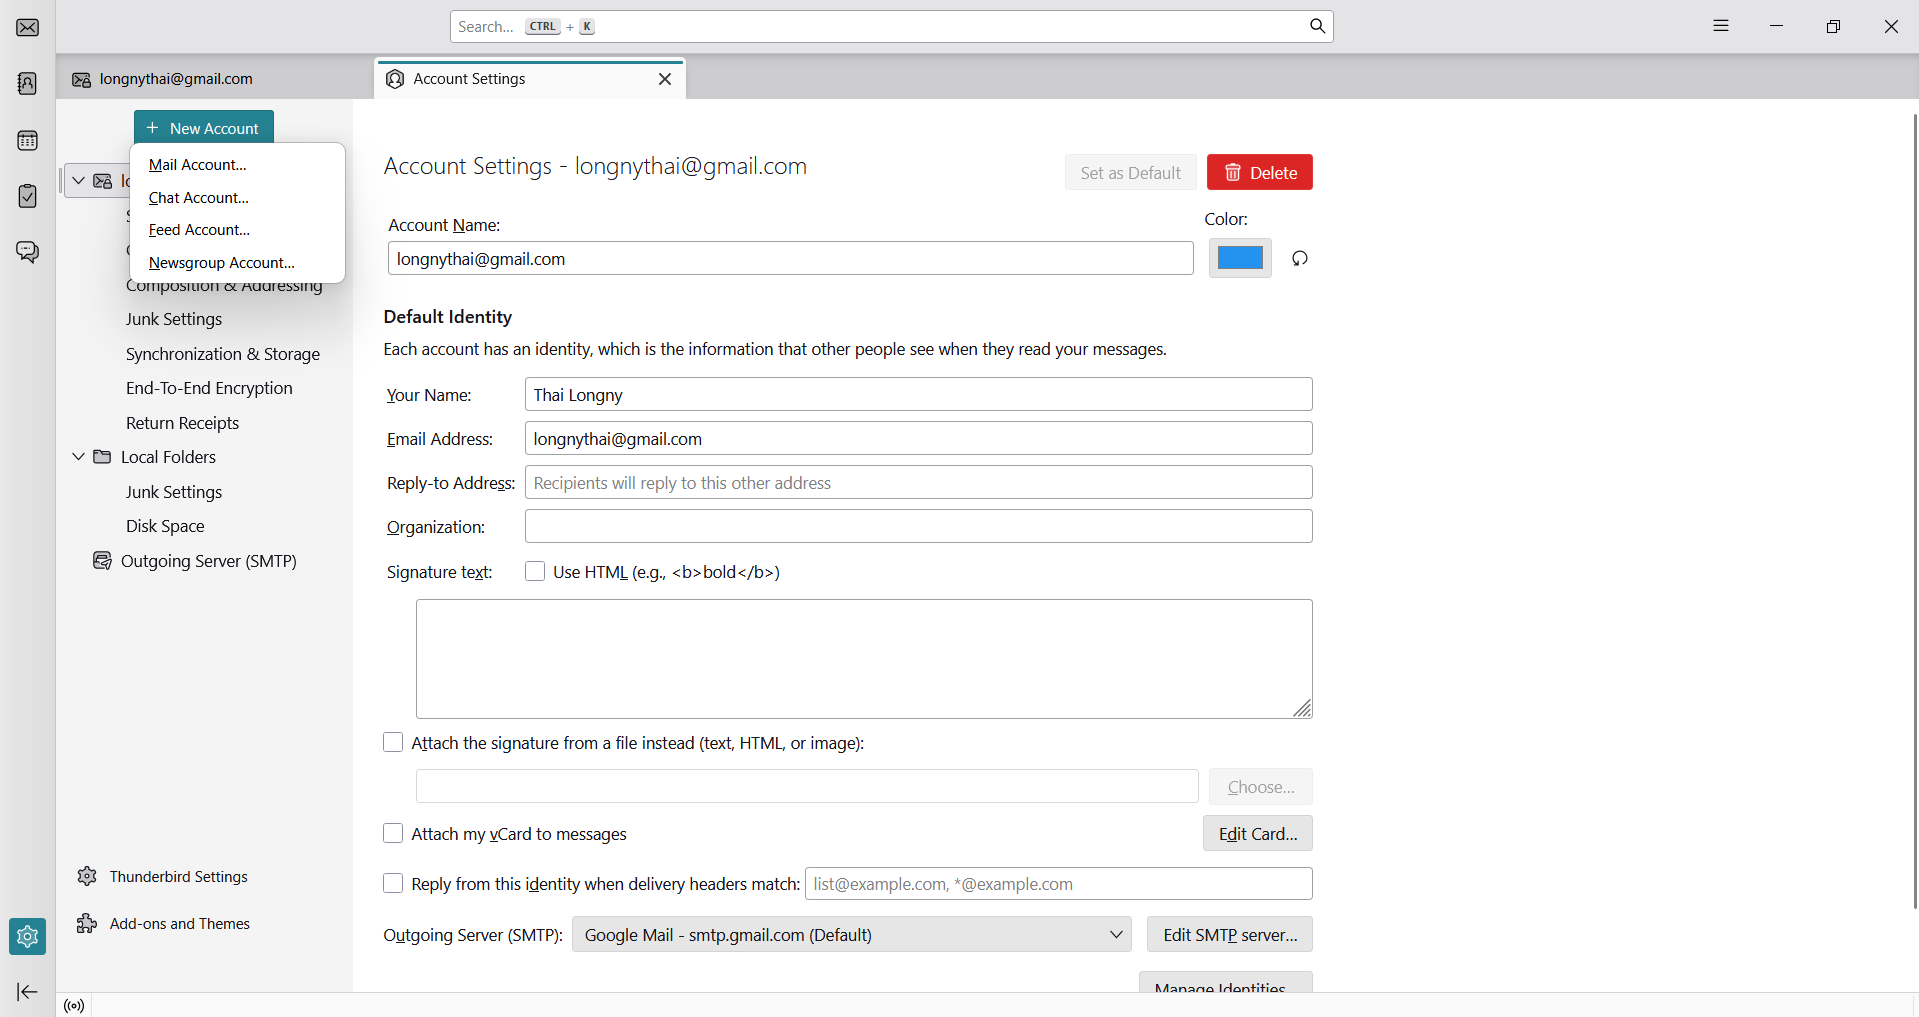 Search... CTRL + K
longnythai@gmail.com
Account Settings
+ New Account
Mail Account...
Chat Account...
Feed Account...
Newsgroup Account...
Composition & Addressing
Junk Settings
Synchronization & Storage
End-To-End Encryption
Return Receipts
Local Folders
Junk Settings
Disk Space
Outgoing Server (SMTP)
Thunderbird Settings
Add-ons and Themes
Account Settings - longnythai@gmail.com
Set as Default
Delete
Account Name:
Color:
longnythai@gmail.com
Default Identity
Each account has an identity, which is the information that other people see when they read your messages.
Your Name: Thai Longny
Email Address: longnythai@gmail.com
Reply-to Address: Recipients will reply to this other address
Organization:
Signature text: Use HTML (e.g., <b>bold</b>)
Attach the signature from a file instead (text, HTML, or image):
Choose...
Attach my vCard to messages
Edit Card...
Reply from this identity when delivery headers match: list@example.com, *@example.com
Outgoing Server (SMTP): Google Mail - smtp.gmail.com (Default)
Edit SMTP server...
Manage Identities...